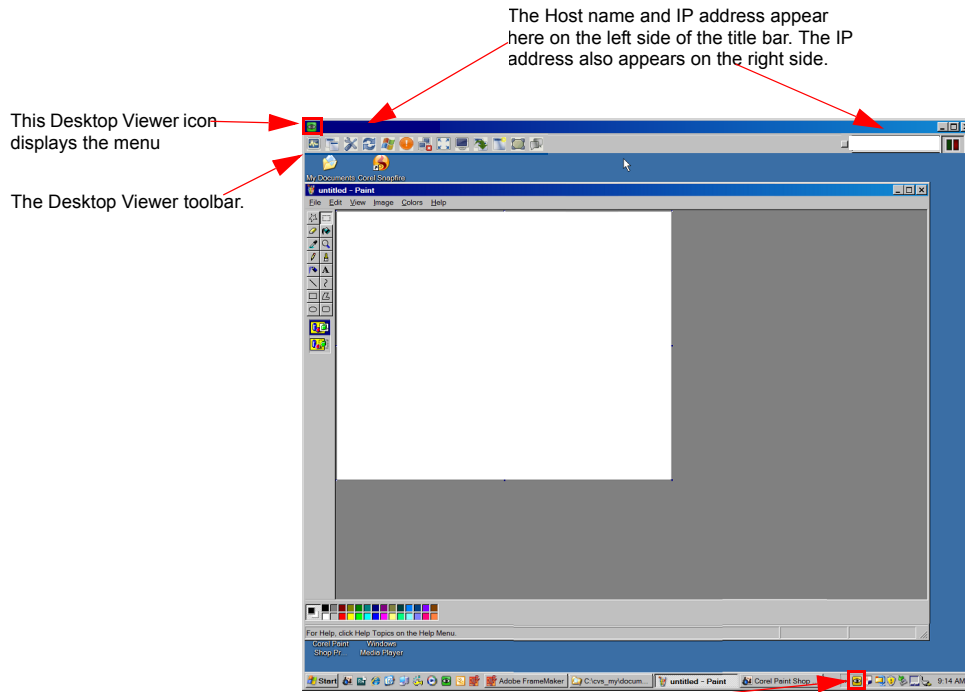 The Host name and IP address appear
here on the left side of the title bar. The IP
address also appears on the right side.
This Desktop Viewer icon
displays the menu
The Desktop Viewer toolbar.
My Documents Corel Snapfire
untitled - Paint
File Edit View Image Colors Help
For Help, click Help Topics on the Help Menu.
Corel Paint Windows
Shop Pr... Media Player
Start Adobe FrameMaker C:\cvs_my\docum... untitled - Paint Corel Paint Shop 9:14 AM